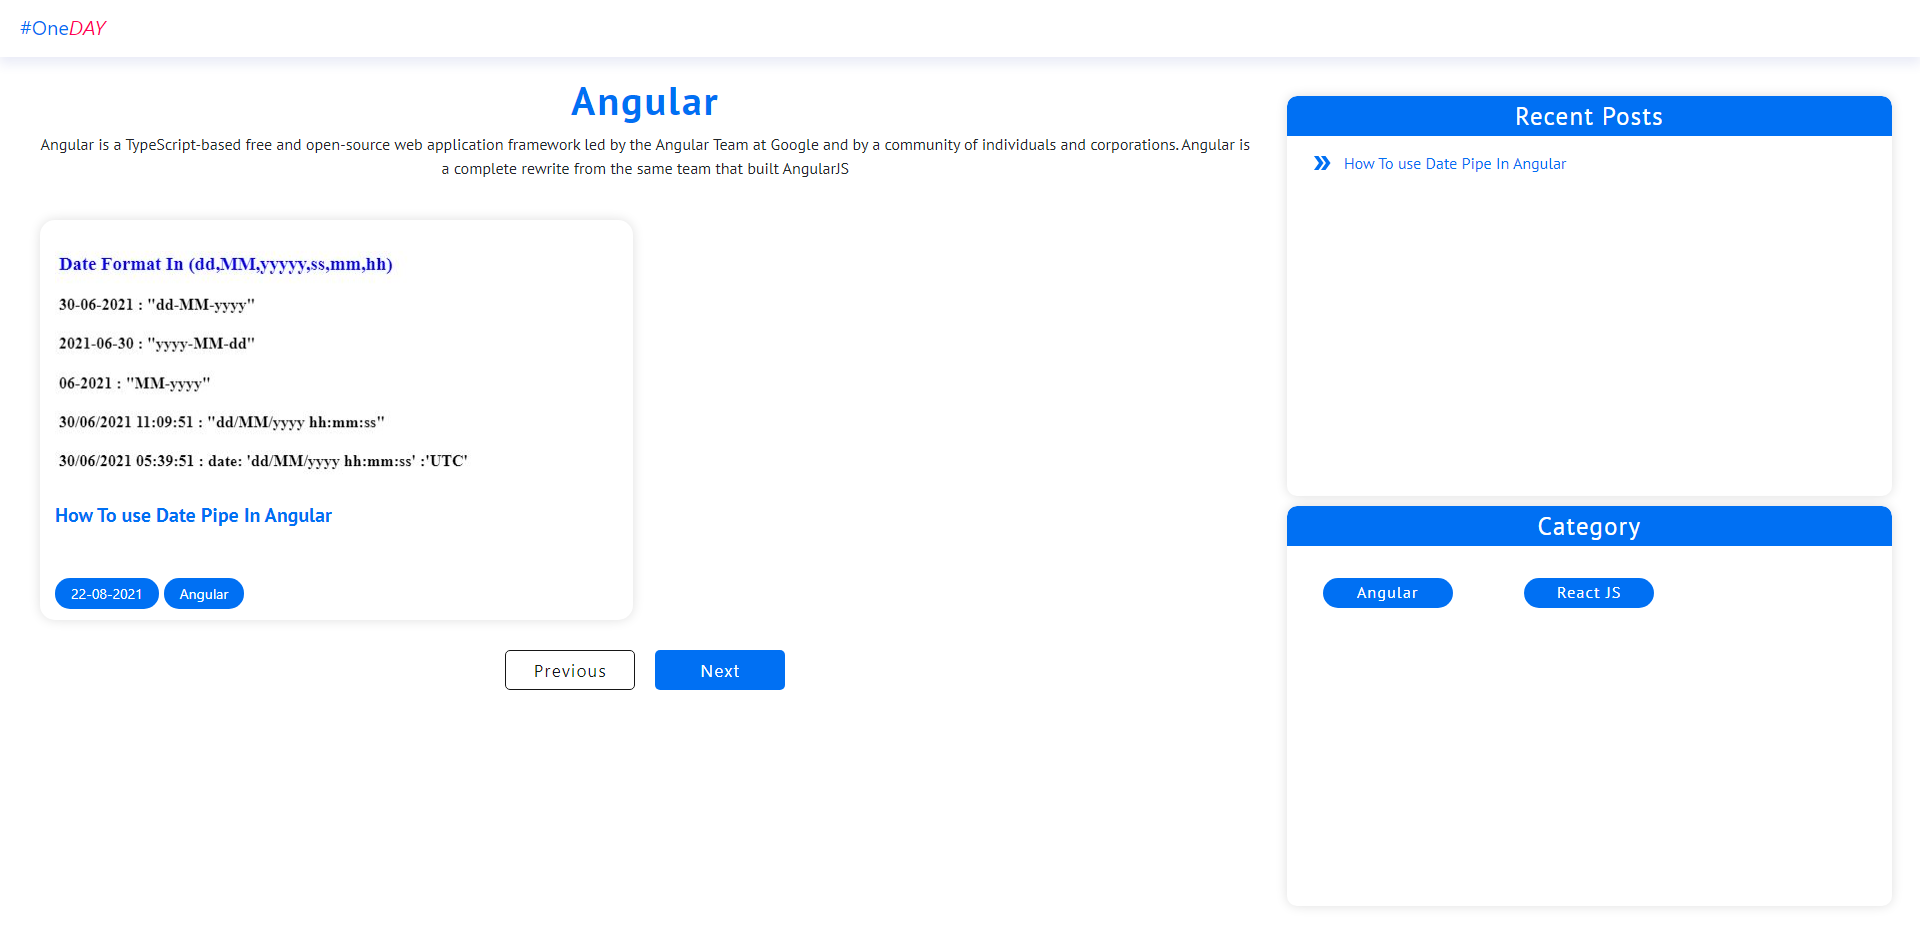 #OneDAY
Angular
Angular is a TypeScript-based free and open-source web application framework led by the Angular Team at Google and by a community of individuals and corporations. Angular is
a complete rewrite from the same team that built AngularJS
Date Format In (dd,MM,yyyyy,ss,mm,hh)
30-06-2021 : "dd-MM-yyyy"
2021-06-30 : "yyyy-MM-dd"
06-2021 : "MM-yyyy"
30/06/2021 11:09:51 : "dd/MM/yyyy hh:mm:ss"
30/06/2021 05:39:51 : date: 'dd/MM/yyyy hh:mm:ss' :'UTC'
How To use Date Pipe In Angular
22-08-2021 Angular
Previous Next
Recent Posts
How To use Date Pipe In Angular
Category
Angular React JS